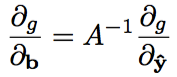 ∂g/∂𝐛 = A⁻¹ ∂g/∂𝐲̂